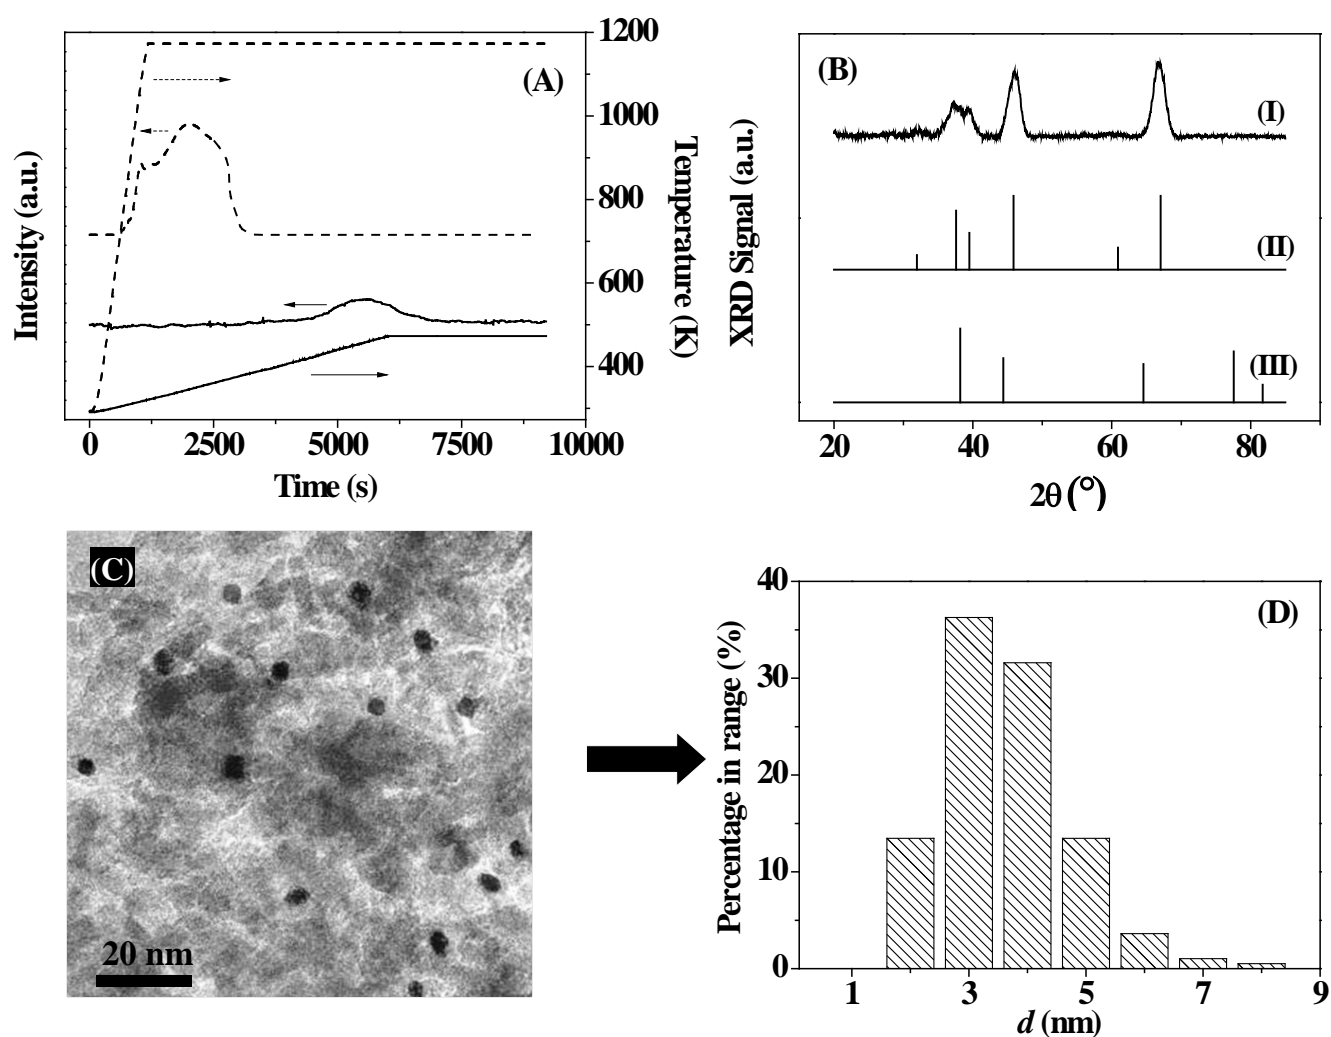 (A)
Intensity (a.u.)
1200
1000
800
600
400
Temperature (K)
0 2500 5000 7500 10000
Time (s)
(B)
XRD Signal (a.u.)
(I)
(II)
(III)
20 40 60 80
2θ (°)
(C)
20 nm
(D)
Percentage in range (%)
40
30
20
10
0
1 3 5 7 9
d (nm)